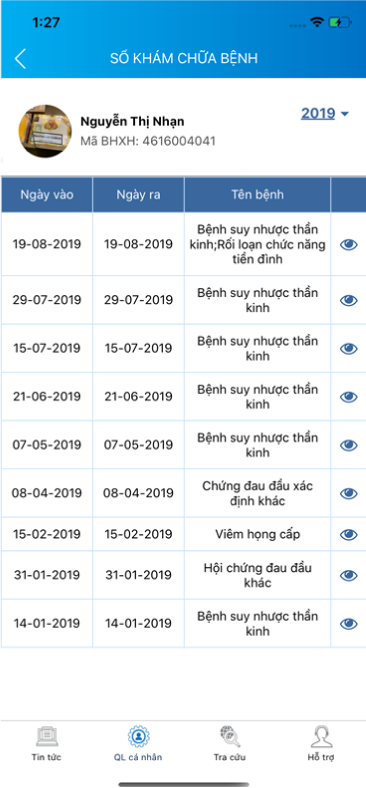 1:27
SỔ KHÁM CHỮA BỆNH
Nguyễn Thị Nhạn
2019
Mã BHXH: 4616004041
Ngày vào Ngày ra Tên bệnh
19-08-2019 19-08-2019 Bệnh suy nhược thần
kinh;Rối loạn chức năng
tiền đình
29-07-2019 29-07-2019 Bệnh suy nhược thần
kinh
15-07-2019 15-07-2019 Bệnh suy nhược thần
kinh
21-06-2019 21-06-2019 Bệnh suy nhược thần
kinh
07-05-2019 07-05-2019 Bệnh suy nhược thần
kinh
08-04-2019 08-04-2019 Chứng đau đầu xác
định khác
15-02-2019 15-02-2019 Viêm họng cấp
31-01-2019 31-01-2019 Hội chứng đau đầu
khác
14-01-2019 14-01-2019 Bệnh suy nhược thần
kinh
Tin tức QL cá nhân Tra cứu Hỗ trợ